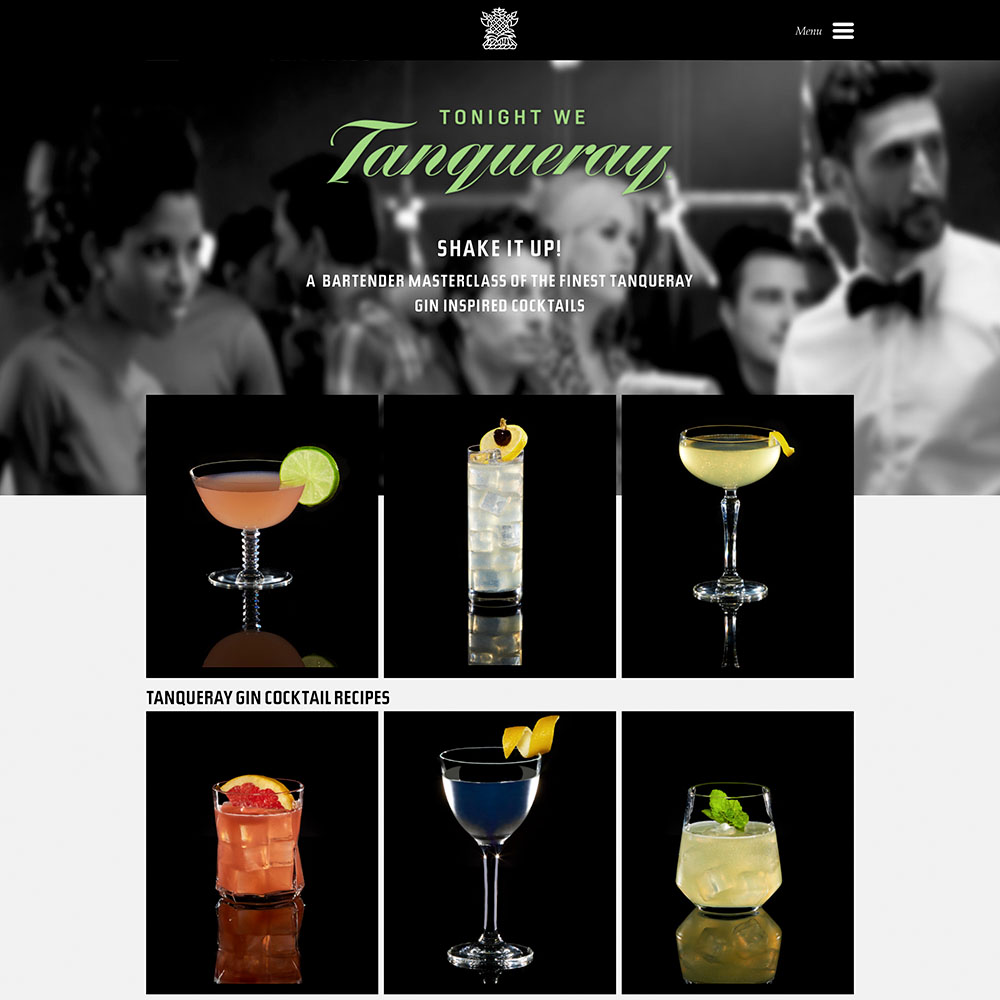 Menu
TONIGHT WE
Tanqueray
SHAKE IT UP!
A BARTENDER MASTERCLASS OF THE FINEST TANQUERAY
GIN INSPIRED COCKTAILS
TANQUERAY GIN COCKTAIL RECIPES